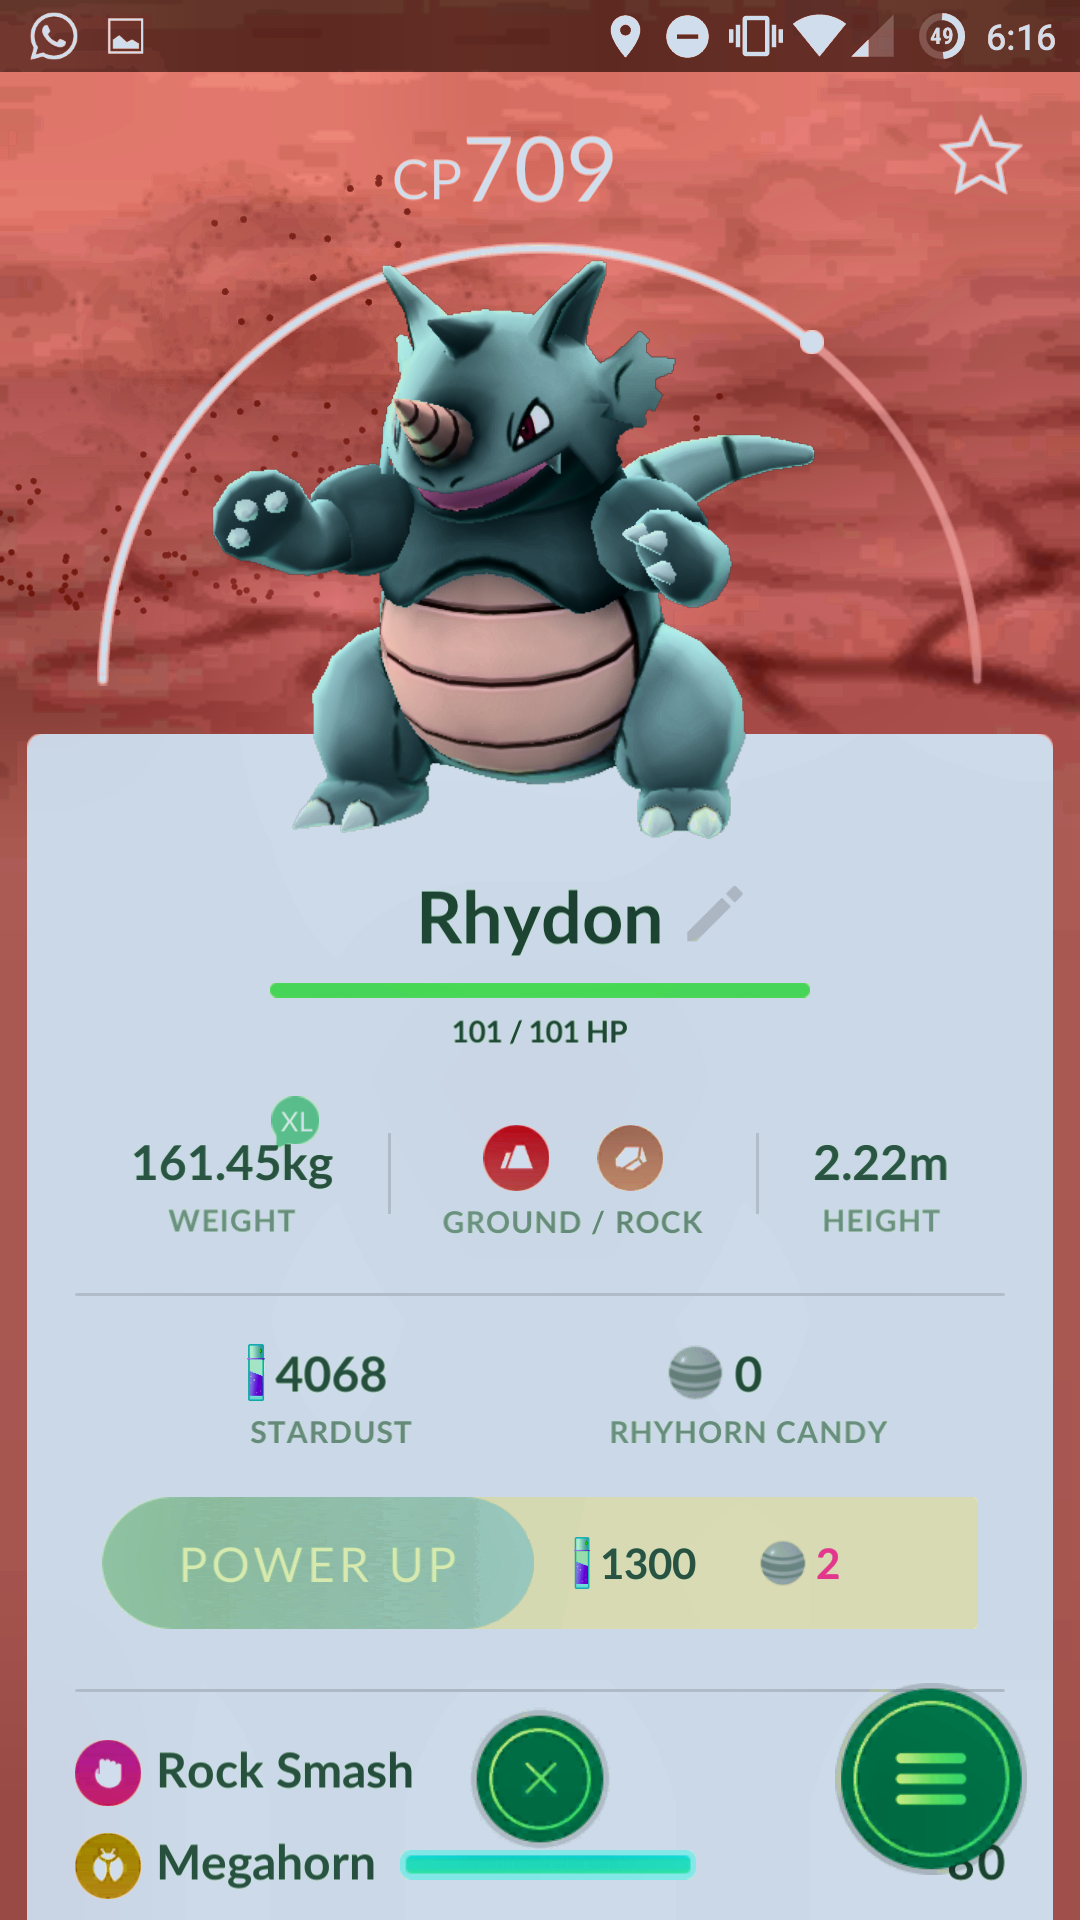 49 6:16
CP709
Rhydon
101 / 101 HP
XL
161.45kg
WEIGHT
GROUND / ROCK
2.22m
HEIGHT
4068
STARDUST
0
RHYHORN CANDY
POWER UP 1300 2
Rock Smash
Megahorn